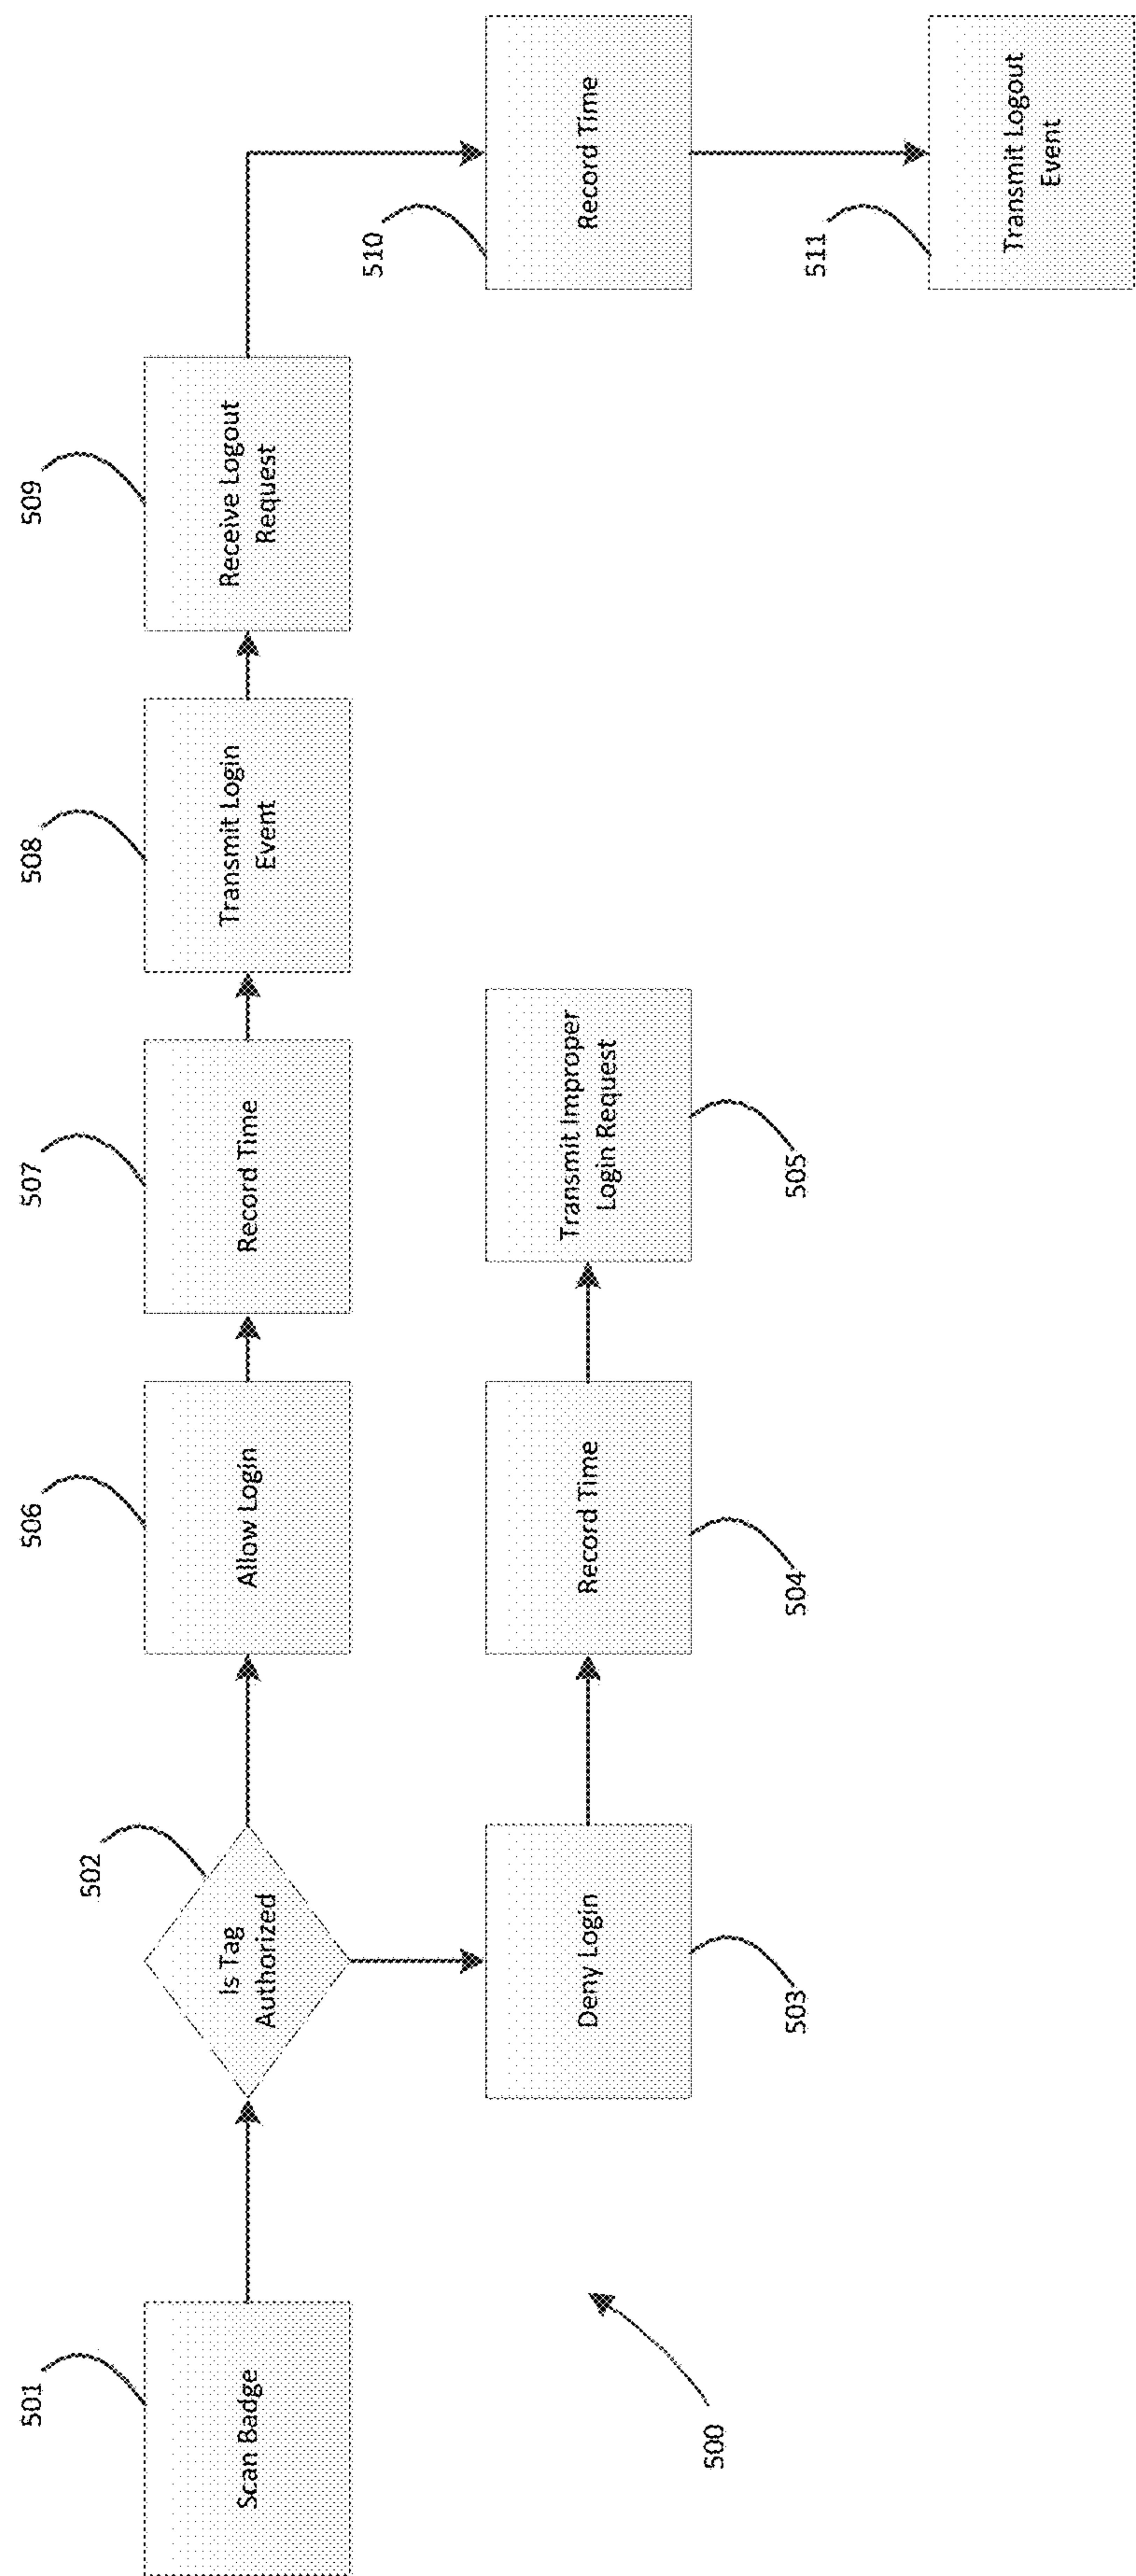 501
Scan Badge
502
Is Tag
Authorized
506
Allow Login
507
Record Time
508
Transmit Login
Event
509
Receive Logout
Request
500
Deny Login
503
Record Time
504
Transmit Improper
Login Request
505
510
Record Time
511
Transmit Logout
Event